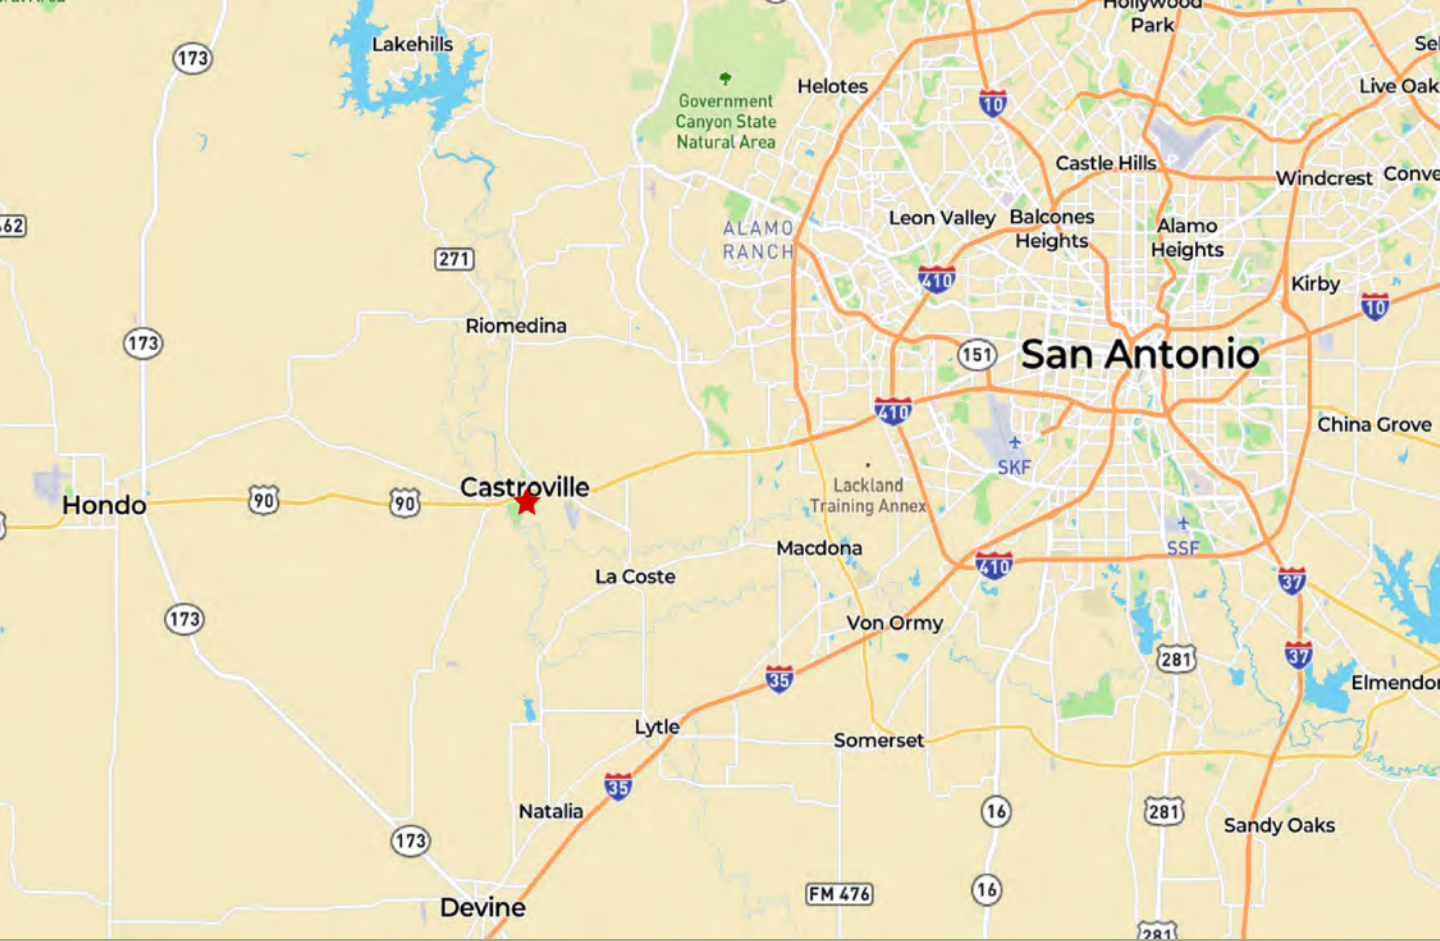 Hollywood
Park
Lakehills
173
Helotes
Live Oak
10
Government
Canyon State
Natural Area
Castle Hills
Windcrest
Conve
Leon Valley
Balcones
Heights
Alamo
Heights
ALAMO
RANCH
271
410
Kirby
10
Riomedina
173
151
San Antonio
410
China Grove
SKF
Castroville
Lackland
Training Annex
Hondo
90
90
Macdona
SSF
410
La Coste
37
173
Von Ormy
281
37
35
Elmendor
Lytle
Somerset
35
Natalia
16
281
Sandy Oaks
173
FM 476
16
Devine
281